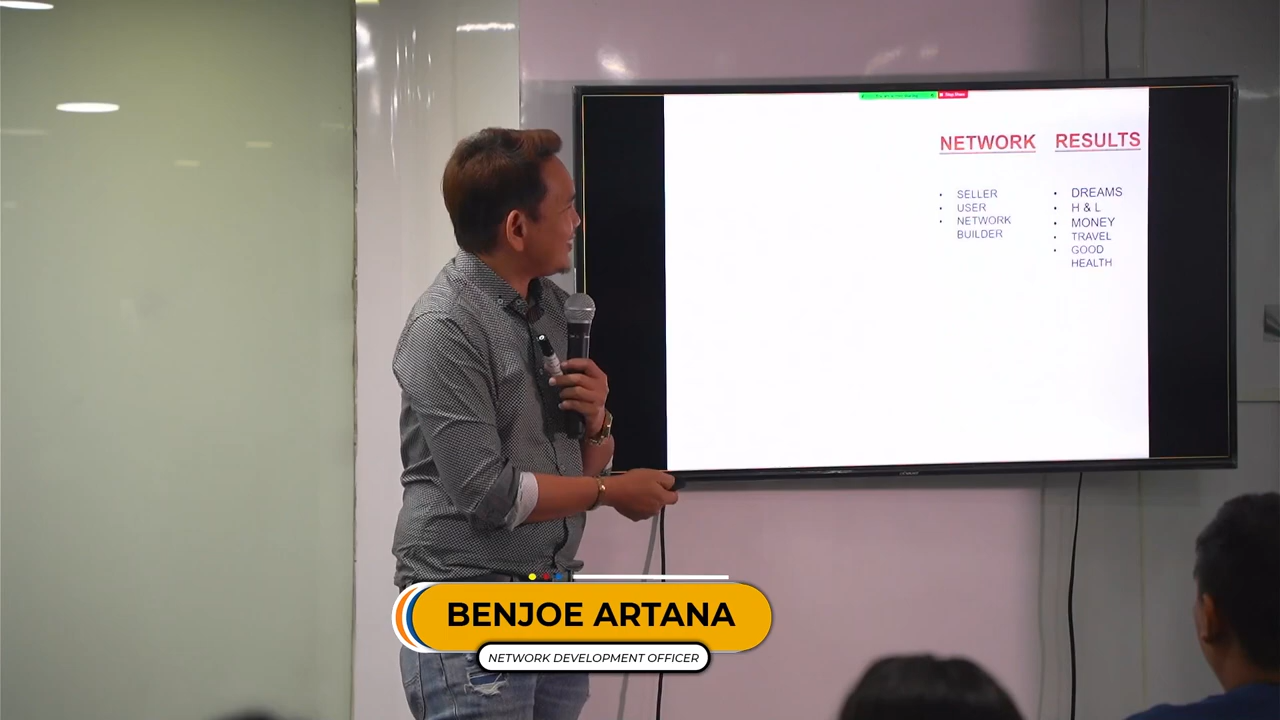 NETWORK RESULTS
• SELLER
• USER
• NETWORK
BUILDER
• DREAMS
• H & L
• MONEY
• TRAVEL
• GOOD
HEALTH
BENJOE ARTANA
NETWORK DEVELOPMENT OFFICER